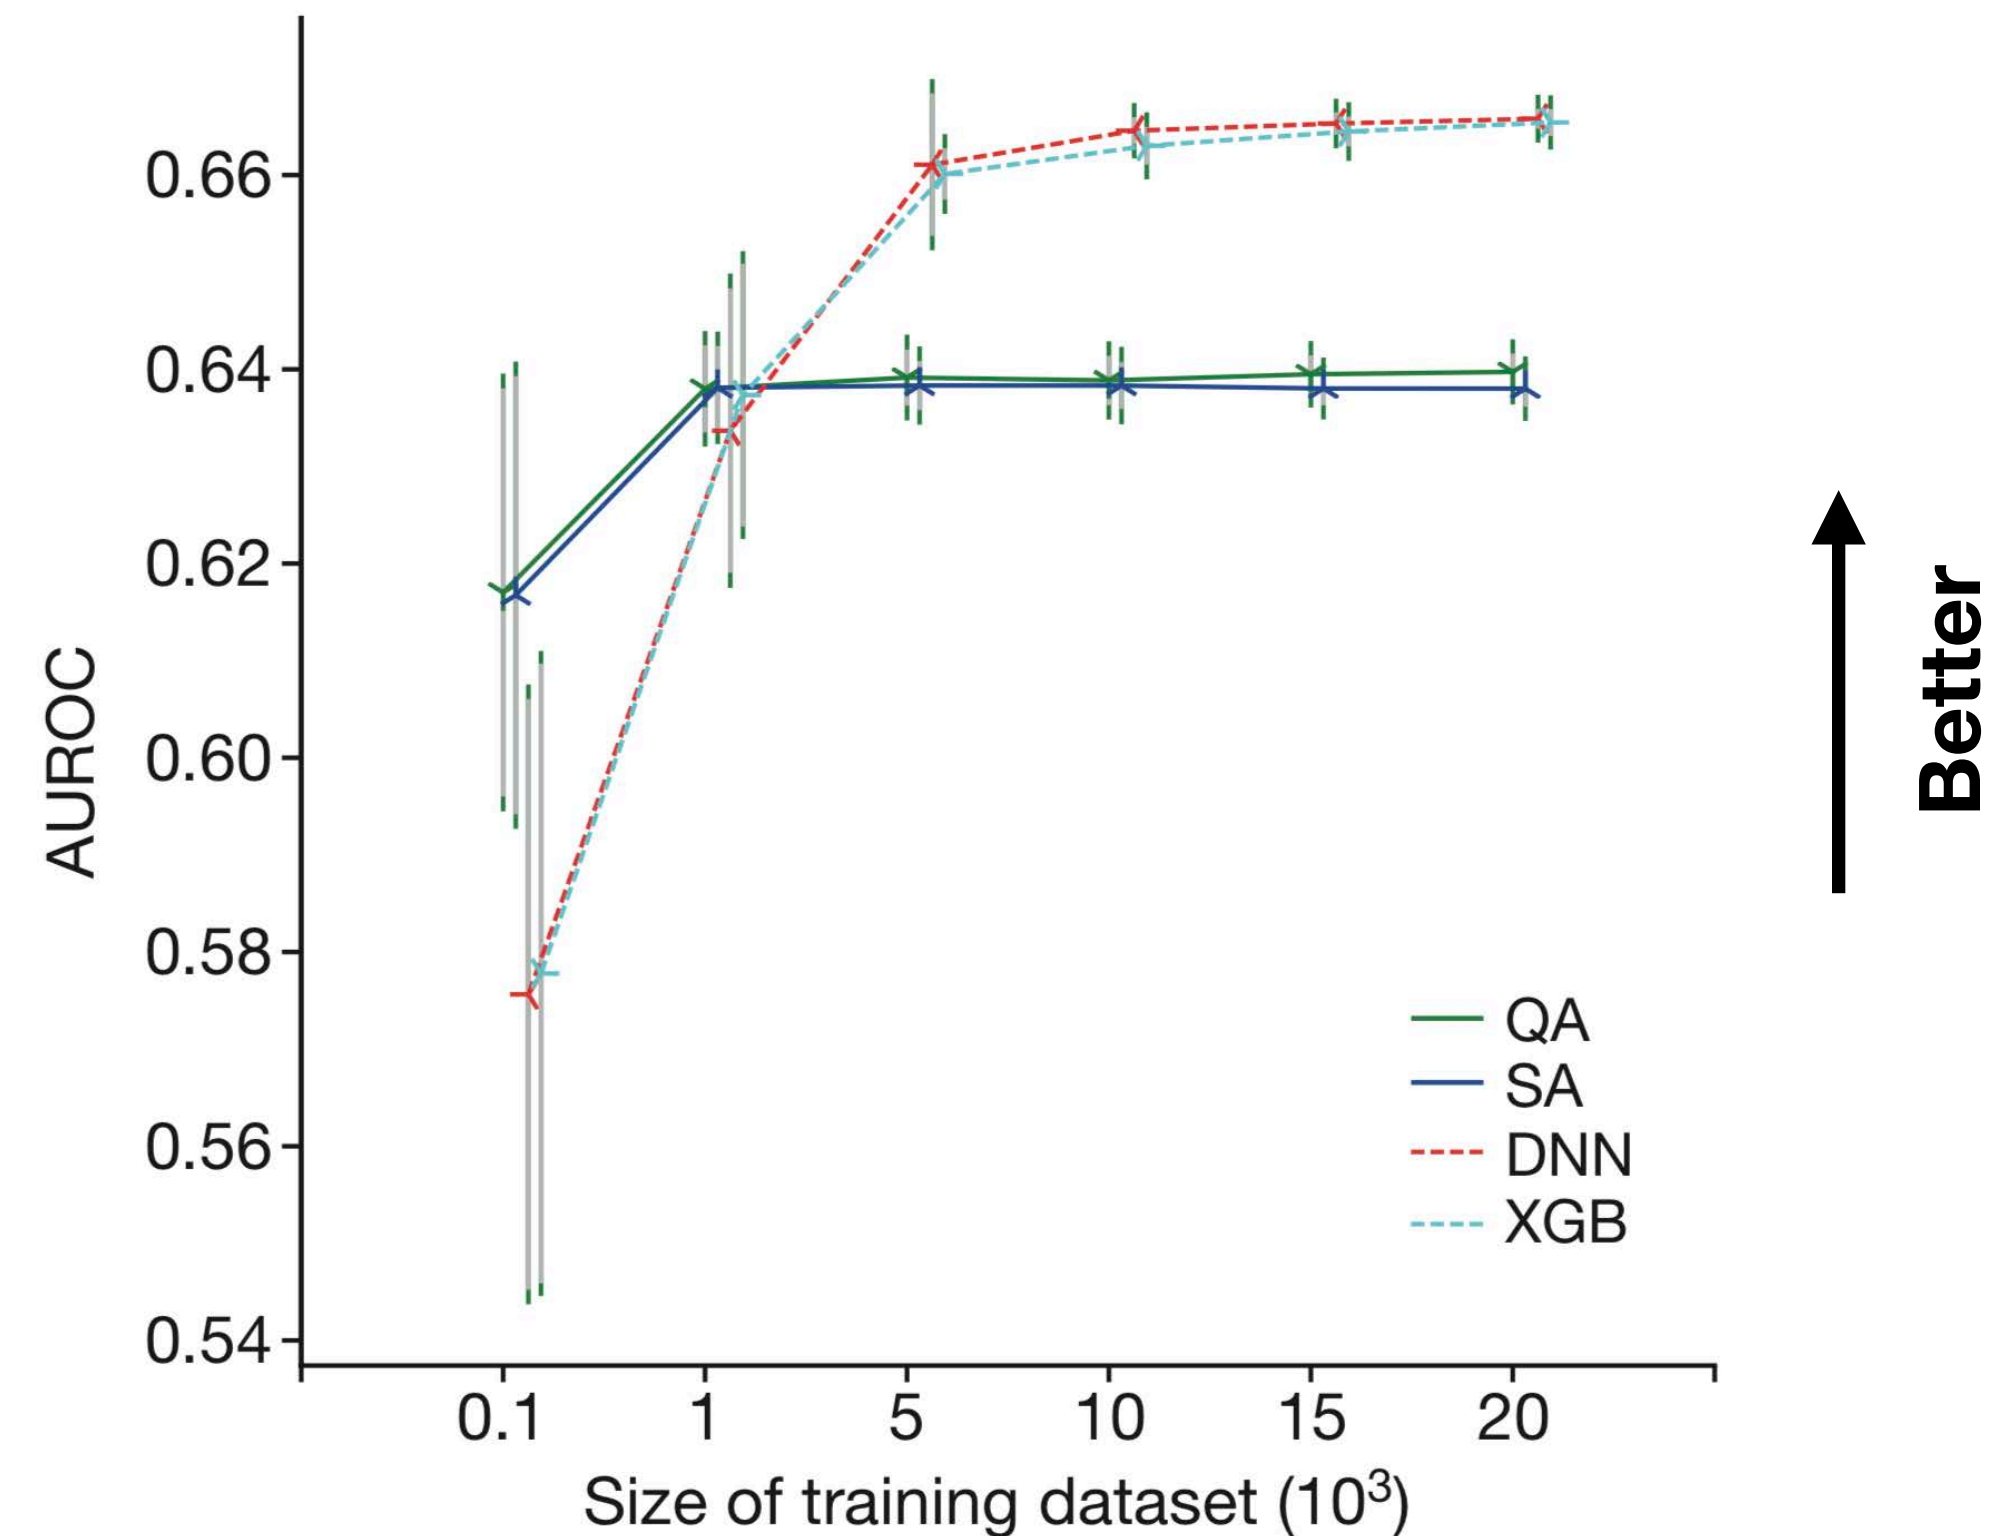 AUROC
0.66
0.64
0.62
0.60
0.58
0.56
0.54
0.1 1 5 10 15 20
Size of training dataset (10³)
QA
SA
DNN
XGB
Better